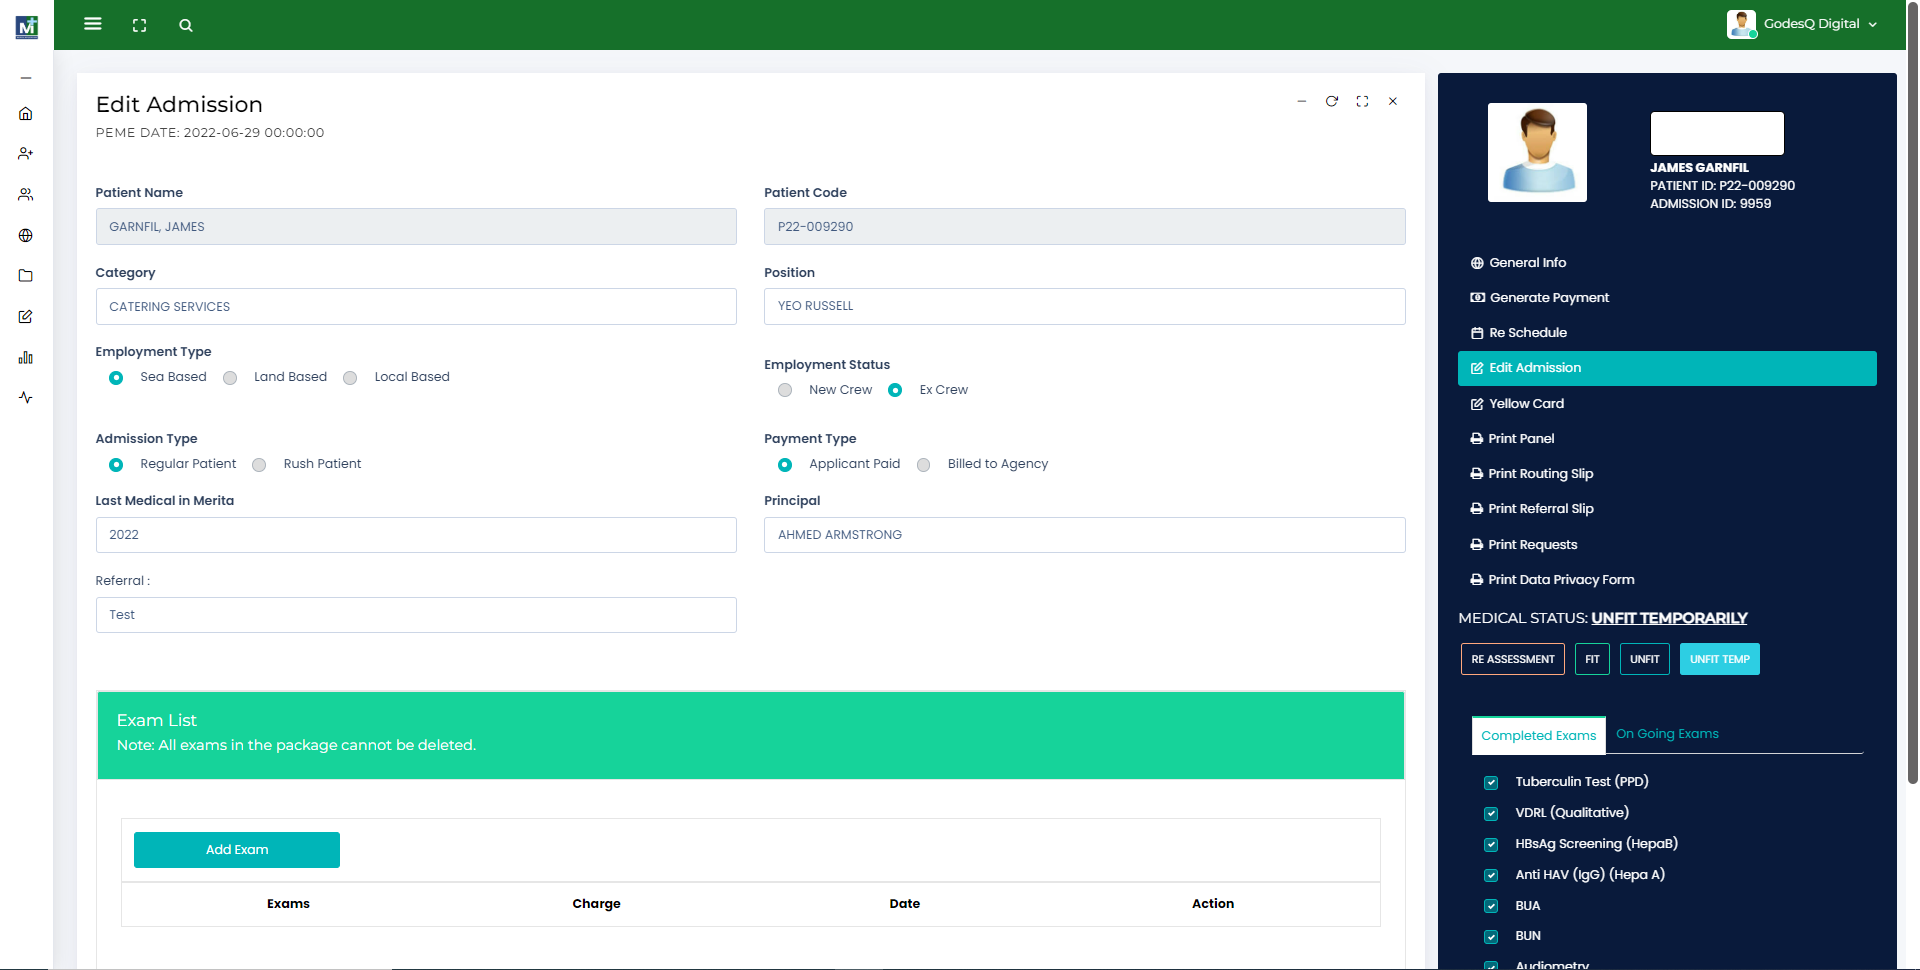 M
GodesQ Digital
Edit Admission
PEME DATE: 2022-06-29 00:00:00
Patient Name
GARNFIL, JAMES
Patient Code
P22-009290
Category
CATERING SERVICES
Position
YEO RUSSELL
Employment Type
Sea Based
Land Based
Local Based
Employment Status
New Crew
Ex Crew
Admission Type
Regular Patient
Rush Patient
Payment Type
Applicant Paid
Billed to Agency
Last Medical in Merita
2022
Principal
AHMED ARMSTRONG
Referral :
Test
Exam List
Note: All exams in the package cannot be deleted.
Add Exam
Exams Charge Date Action
JAMES GARNFIL
PATIENT ID: P22-009290
ADMISSION ID: 9959
General Info
Generate Payment
Re Schedule
Edit Admission
Yellow Card
Print Panel
Print Routing Slip
Print Referral Slip
Print Requests
Print Data Privacy Form
MEDICAL STATUS: UNFIT TEMPORARILY
RE ASSESSMENT FIT UNFIT UNFIT TEMP
Completed Exams On Going Exams
Tuberculin Test (PPD)
VDRL (Qualitative)
HBsAg Screening (HepaB)
Anti HAV (IgG) (Hepa A)
BUA
BUN
Audiometry